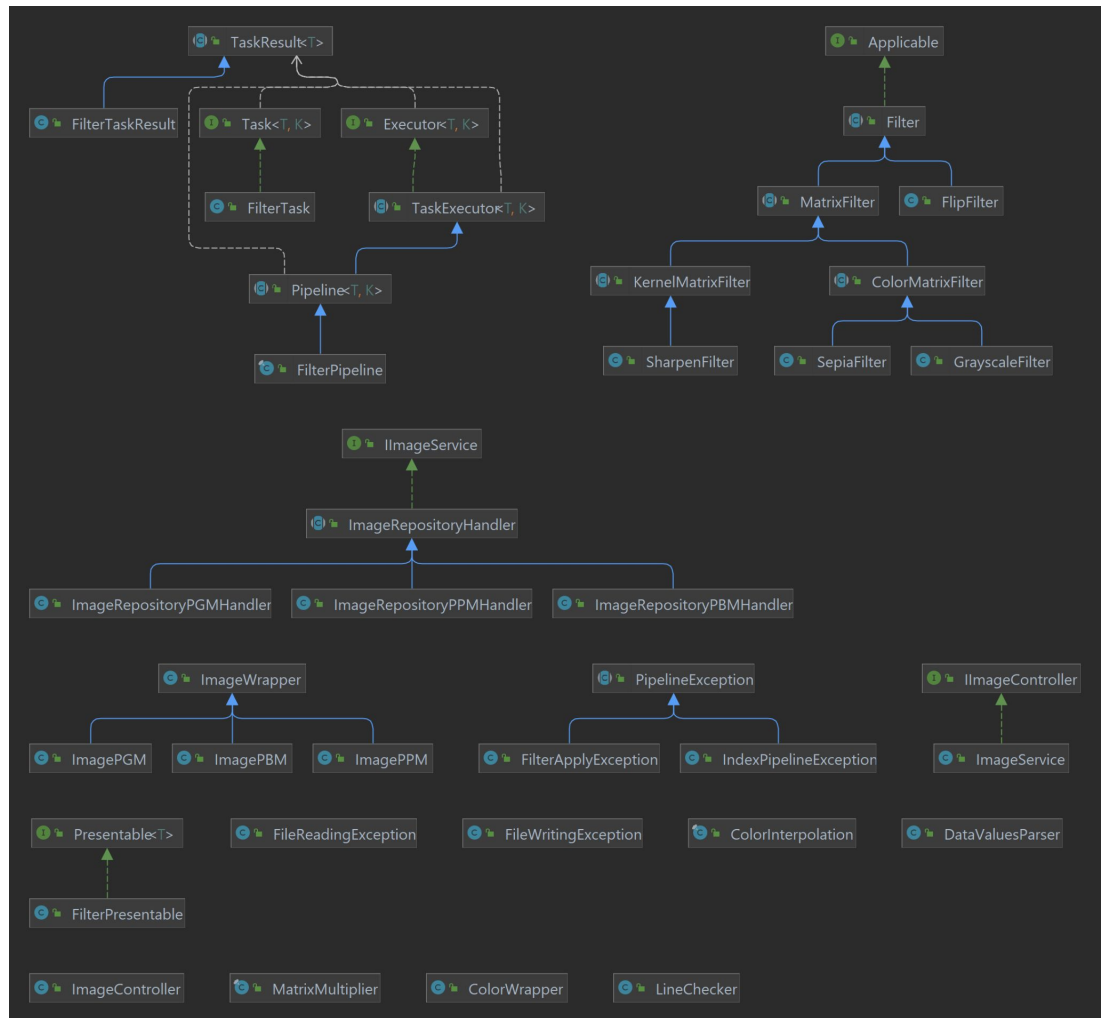 TaskResult<T>
Applicable
FilterTaskResult
Task<T, K>
Executor<T, K>
Filter
FilterTask
TaskExecutor<T, K>
MatrixFilter
FlipFilter
Pipeline<T, K>
KernelMatrixFilter
ColorMatrixFilter
FilterPipeline
SharpenFilter
SepiaFilter
GrayscaleFilter
IImageService
ImageRepositoryHandler
ImageRepositoryPGMHandler
ImageRepositoryPPMHandler
ImageRepositoryPBMHandler
ImageWrapper
PipelineException
IImageController
ImagePGM
ImagePBM
ImagePPM
FilterApplyException
IndexPipelineException
ImageService
Presentable<T>
FileReadingException
FileWritingException
ColorInterpolation
DataValuesParser
FilterPresentable
ImageController
MatrixMultiplier
ColorWrapper
LineChecker